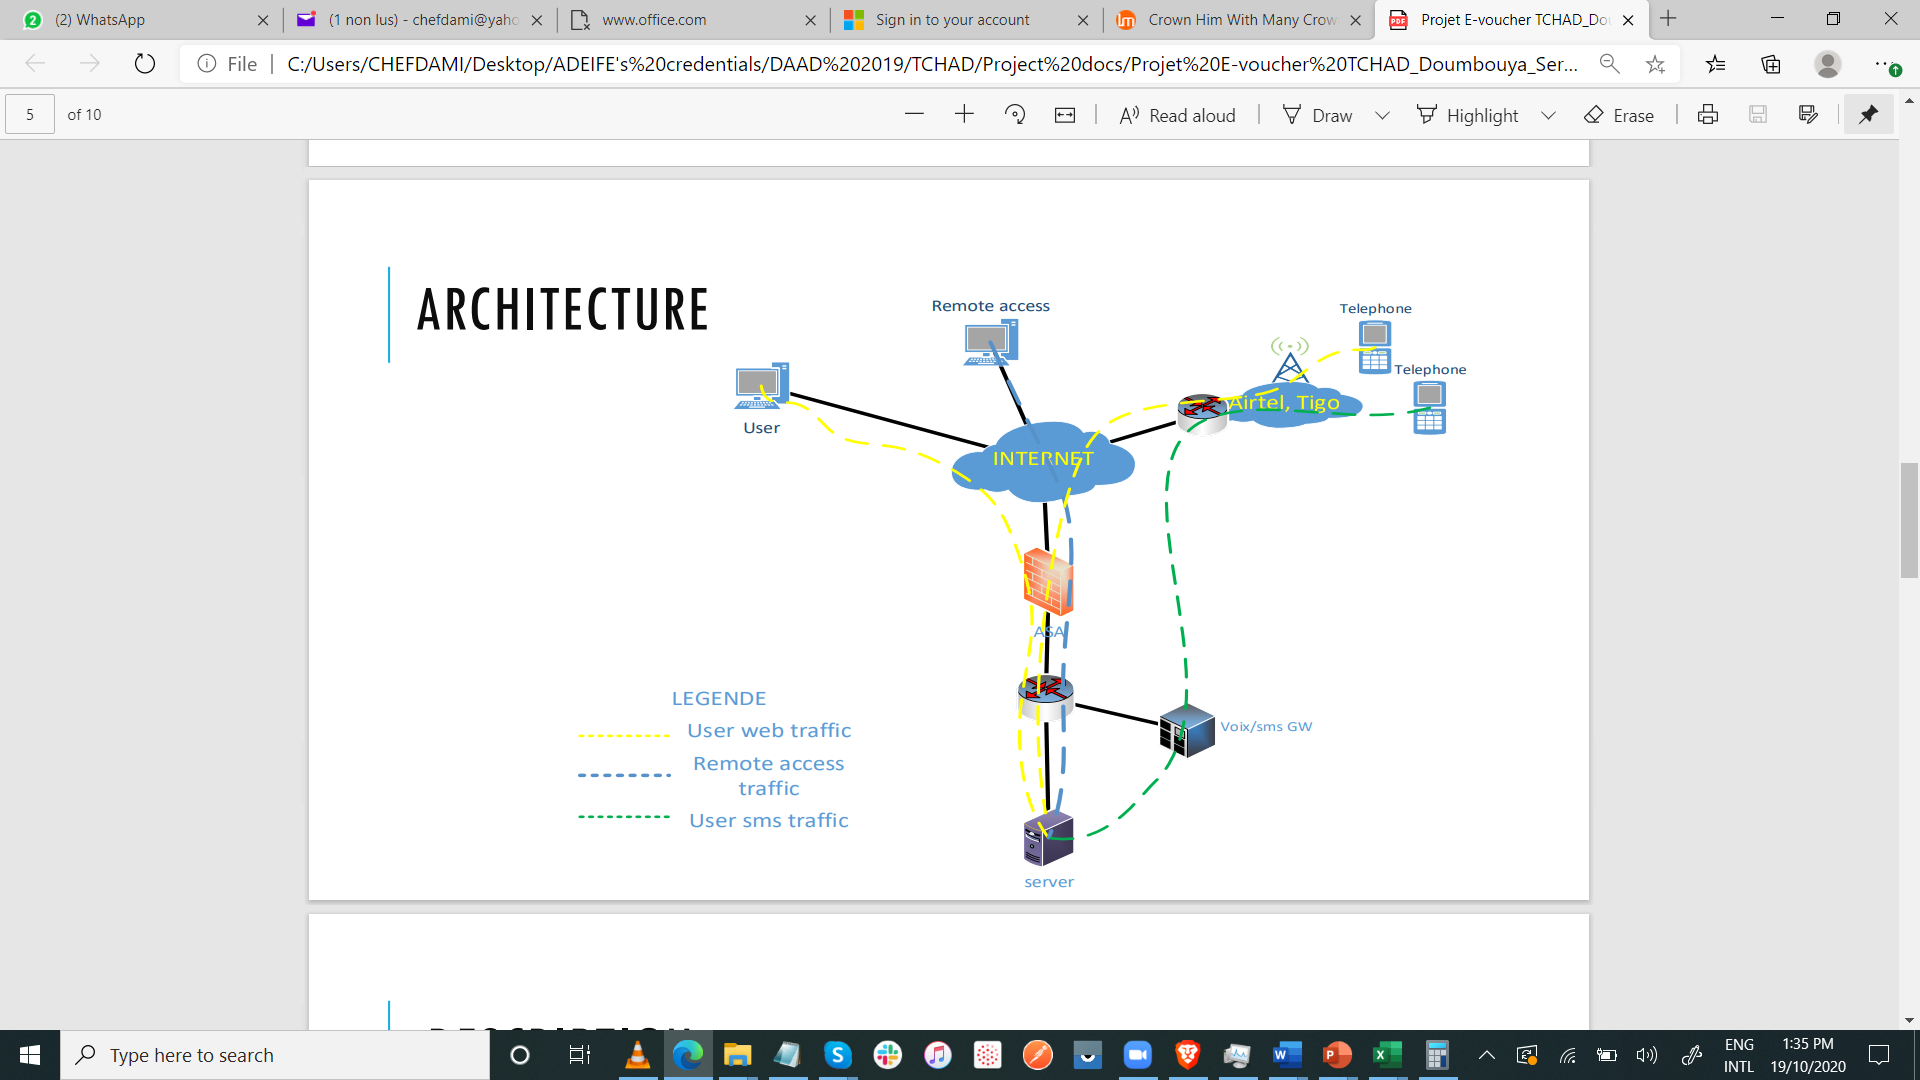 (2) WhatsApp
(1 non lus) - chefdami@yaho
www.office.com
Sign in to your account
Crown Him With Many Crow
Projet E-voucher TCHAD_Dou
File
C:/Users/CHEFDAMI/Desktop/ADEIFE's%20credentials/DAAD%202019/TCHAD/Project%20docs/Projet%20E-voucher%20TCHAD_Doumbouya_Ser...
5 of 10
Read aloud
Draw
Highlight
Erase
ARCHITECTURE
Remote access
Telephone
Telephone
User
Airtel, Tigo
INTERNET
ASA
LEGENDE
User web traffic
Remote access
traffic
User sms traffic
Voix/sms GW
server
DESCRIPTION
Type here to search
ENG
INTL
1:35 PM
19/10/2020